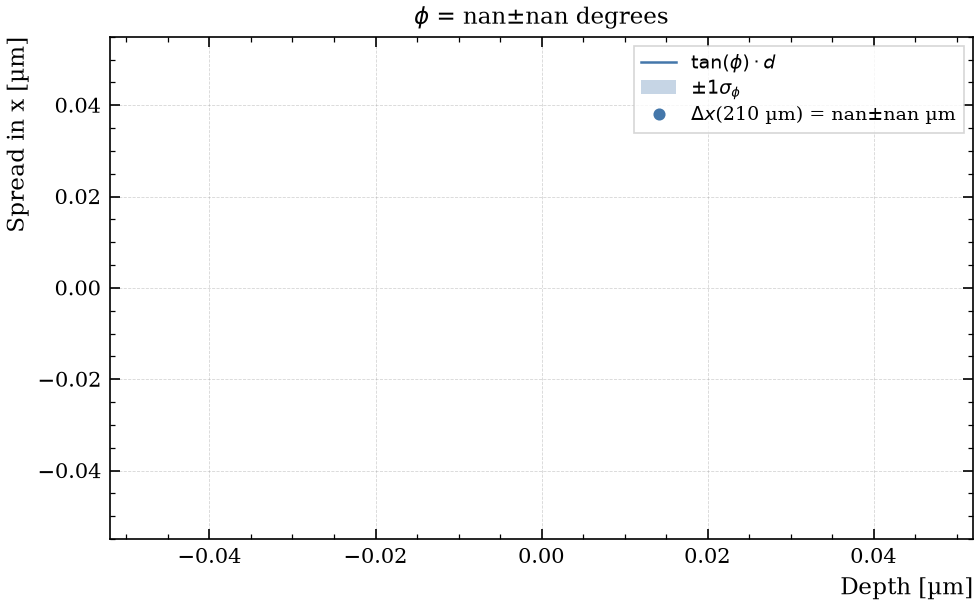 ϕ = nan±nan degrees
Spread in x [µm]
tan(ϕ) · d
±1σϕ
Δx(210 µm) = nan±nan µm
0.04
0.02
0.00
−0.02
−0.04
−0.04 −0.02 0.00 0.02 0.04
Depth [µm]